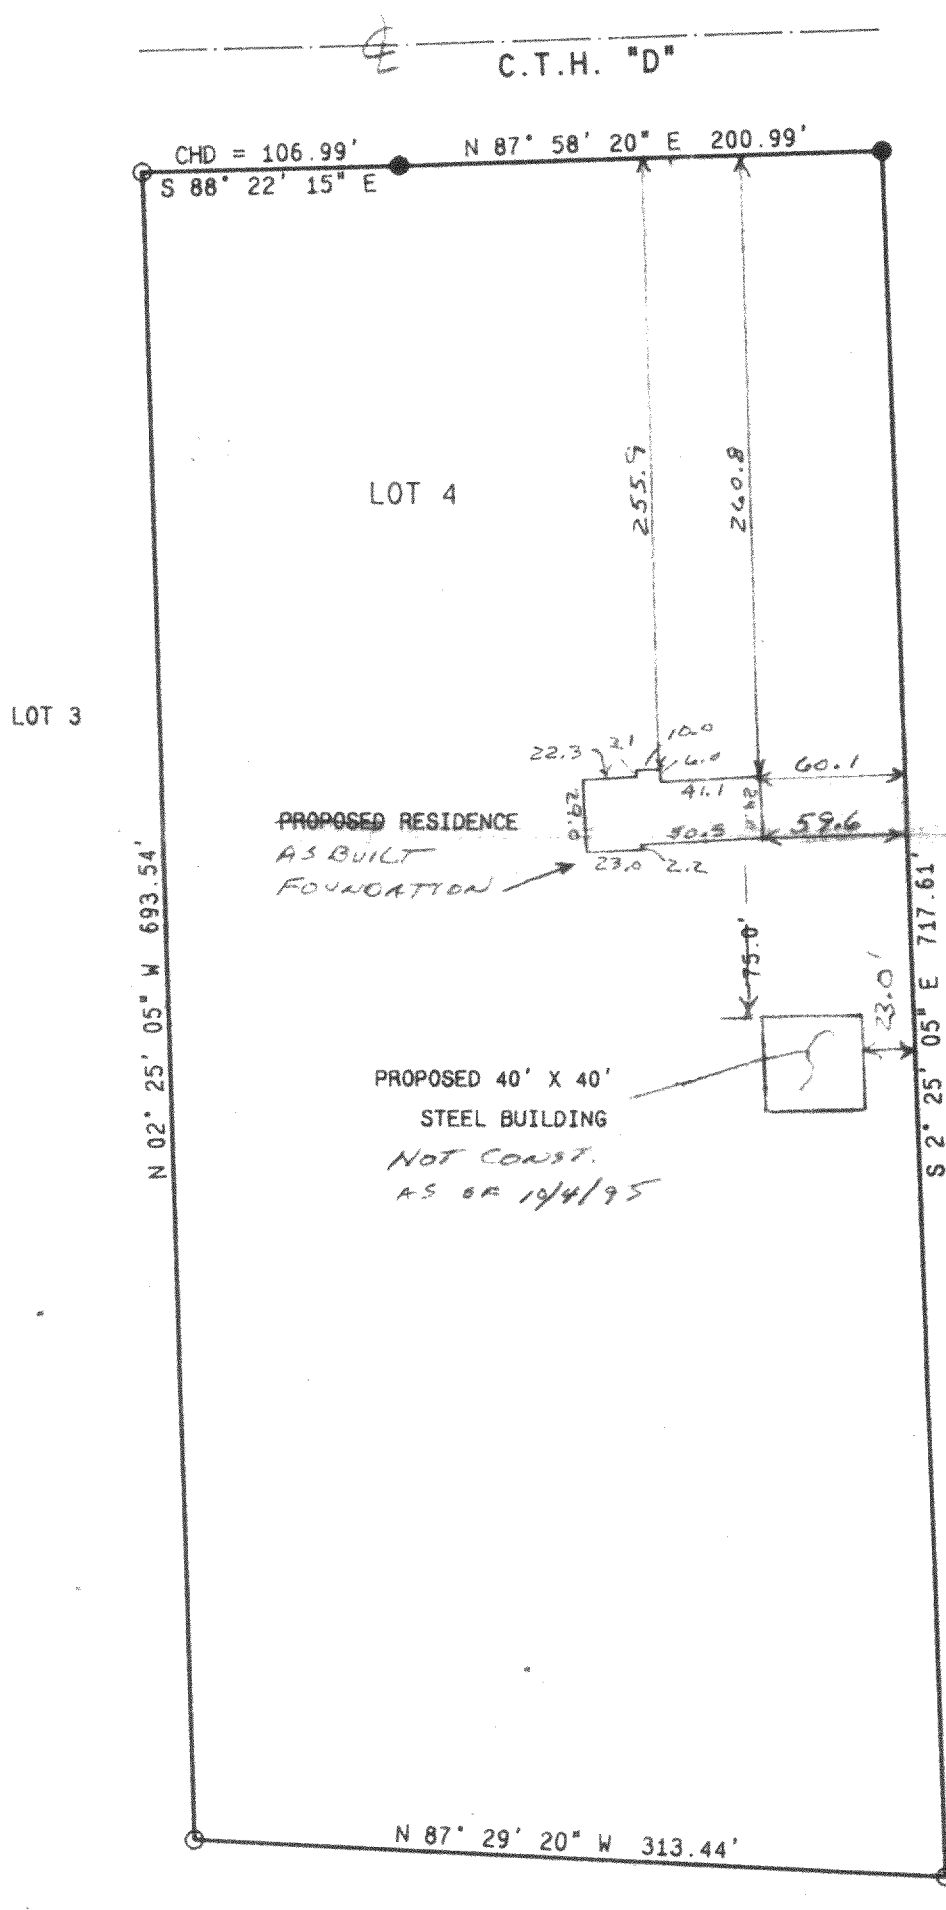 C.T.H. "D"
CHD = 106.99'
N 87° 58' 20" E 200.99'
S 88° 22' 15" E
255.9
260.8
LOT 4
LOT 3
10.0
22.3
2.1
6.0
60.1
41.1
PROPOSED RESIDENCE
50.5
59.6
AS BUILT
23.0
2.2
FOUNDATION
N 02° 25' 05" W 693.54'
S 2° 25' 05" E 717.61'
75.0'
23.0'
PROPOSED 40' X 40'
STEEL BUILDING
NOT CONST.
AS OF 10/4/95
N 87° 29' 20" W 313.44'